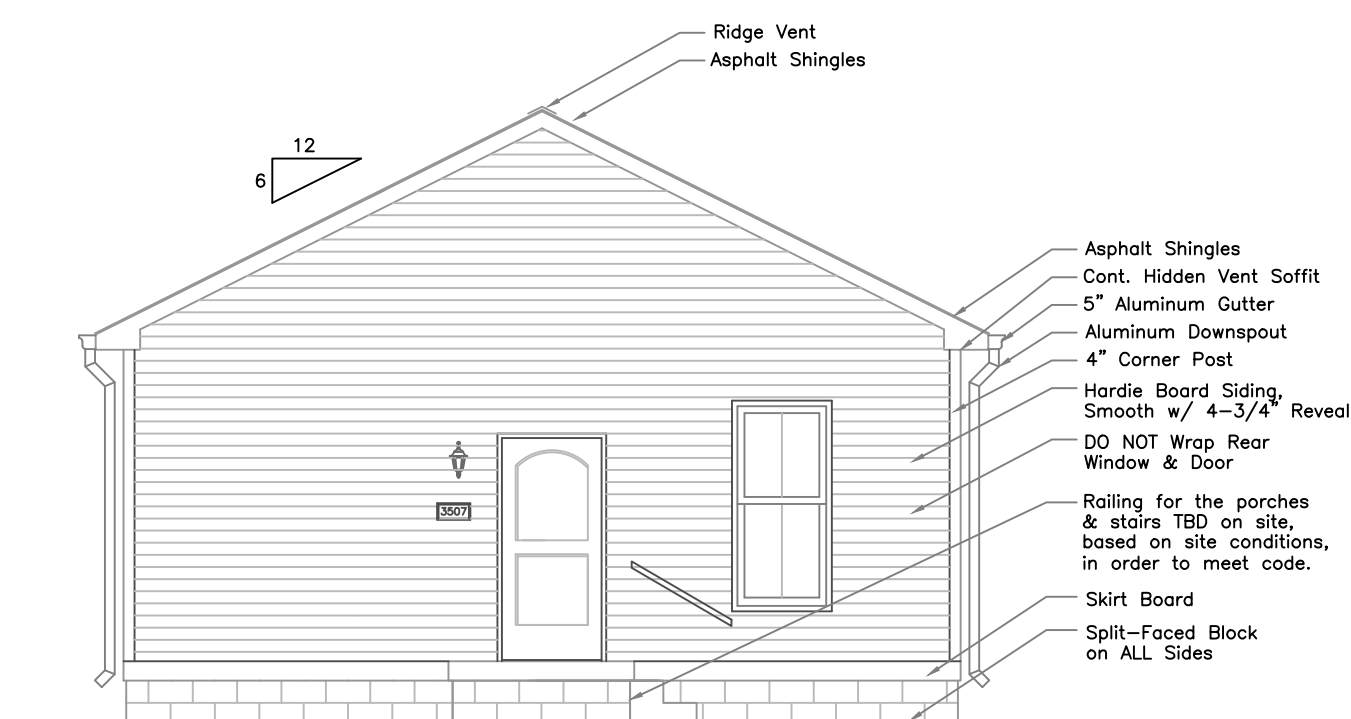 Ridge Vent
Asphalt Shingles
12
6
Asphalt Shingles
Cont. Hidden Vent Soffit
5" Aluminum Gutter
Aluminum Downspout
4" Corner Post
Hardie Board Siding,
Smooth w/ 4-3/4" Reveal
DO NOT Wrap Rear
Window & Door
3507
Railing for the porches
& stairs TBD on site,
based on site conditions,
in order to meet code.
Skirt Board
Split-Faced Block
on ALL Sides